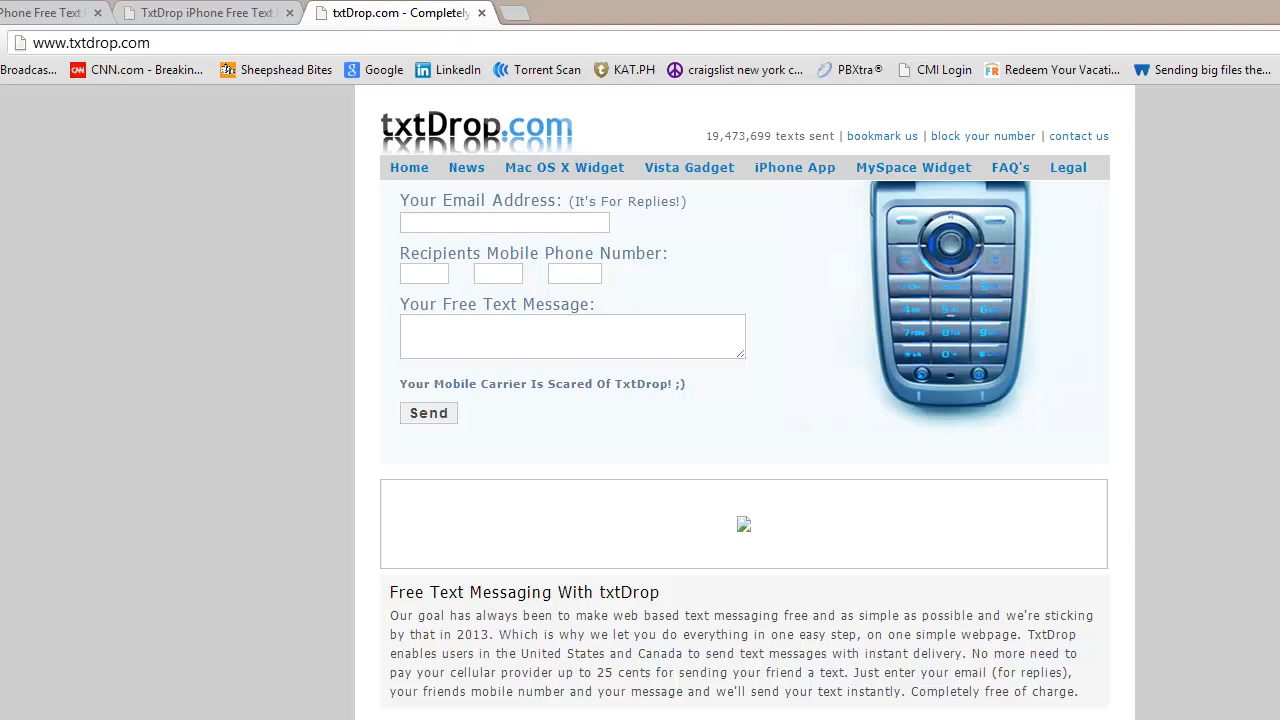 Phone Free Text
TxtDrop iPhone Free Text
txtDrop.com - Completely
www.txtdrop.com
Broadcas... CNN.com - Breakin... Sheepshead Bites Google LinkedIn Torrent Scan KAT.PH craigslist new york c... PBXtra® CMI Login Redeem Your Vacati... Sending big files the...
txtDrop.com
19,473,699 texts sent | bookmark us | block your number | contact us
Home News Mac OS X Widget Vista Gadget iPhone App MySpace Widget FAQ's Legal
Your Email Address: (It's For Replies!)
Recipients Mobile Phone Number:
Your Free Text Message:
Your Mobile Carrier Is Scared Of TxtDrop! ;)
Send
Free Text Messaging With txtDrop
Our goal has always been to make web based text messaging free and as simple as possible and we're sticking
by that in 2013. Which is why we let you do everything in one easy step, on one simple webpage. TxtDrop
enables users in the United States and Canada to send text messages with instant delivery. No more need to
pay your cellular provider up to 25 cents for sending your friend a text. Just enter your email (for replies),
your friends mobile number and your message and we'll send your text instantly. Completely free of charge.